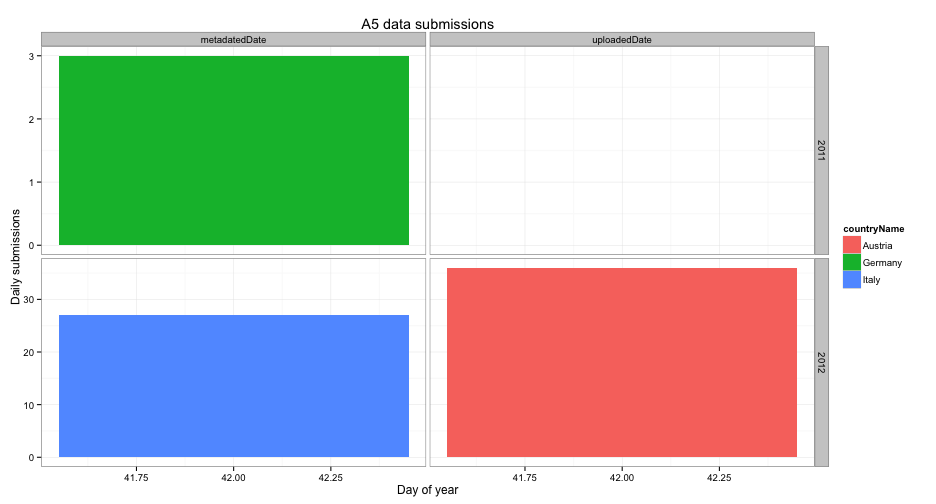 A5 data submissions
metadatedDate
uploadedDate
3
2
1
0
2011
Daily submissions
30
20
10
0
2012
41.75
42.00
42.25
41.75
42.00
42.25
Day of year
countryName
Austria
Germany
Italy